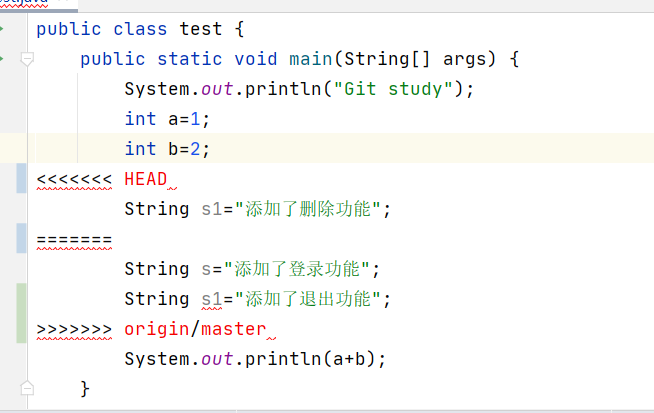 public class test {
    public static void main(String[] args) {
        System.out.println("Git study");
        int a=1;
        int b=2;
<<<<<<< HEAD
        String s1="添加了删除功能";
=======
        String s="添加了登录功能";
        String s1="添加了退出功能";
>>>>>>> origin/master
        System.out.println(a+b);
    }